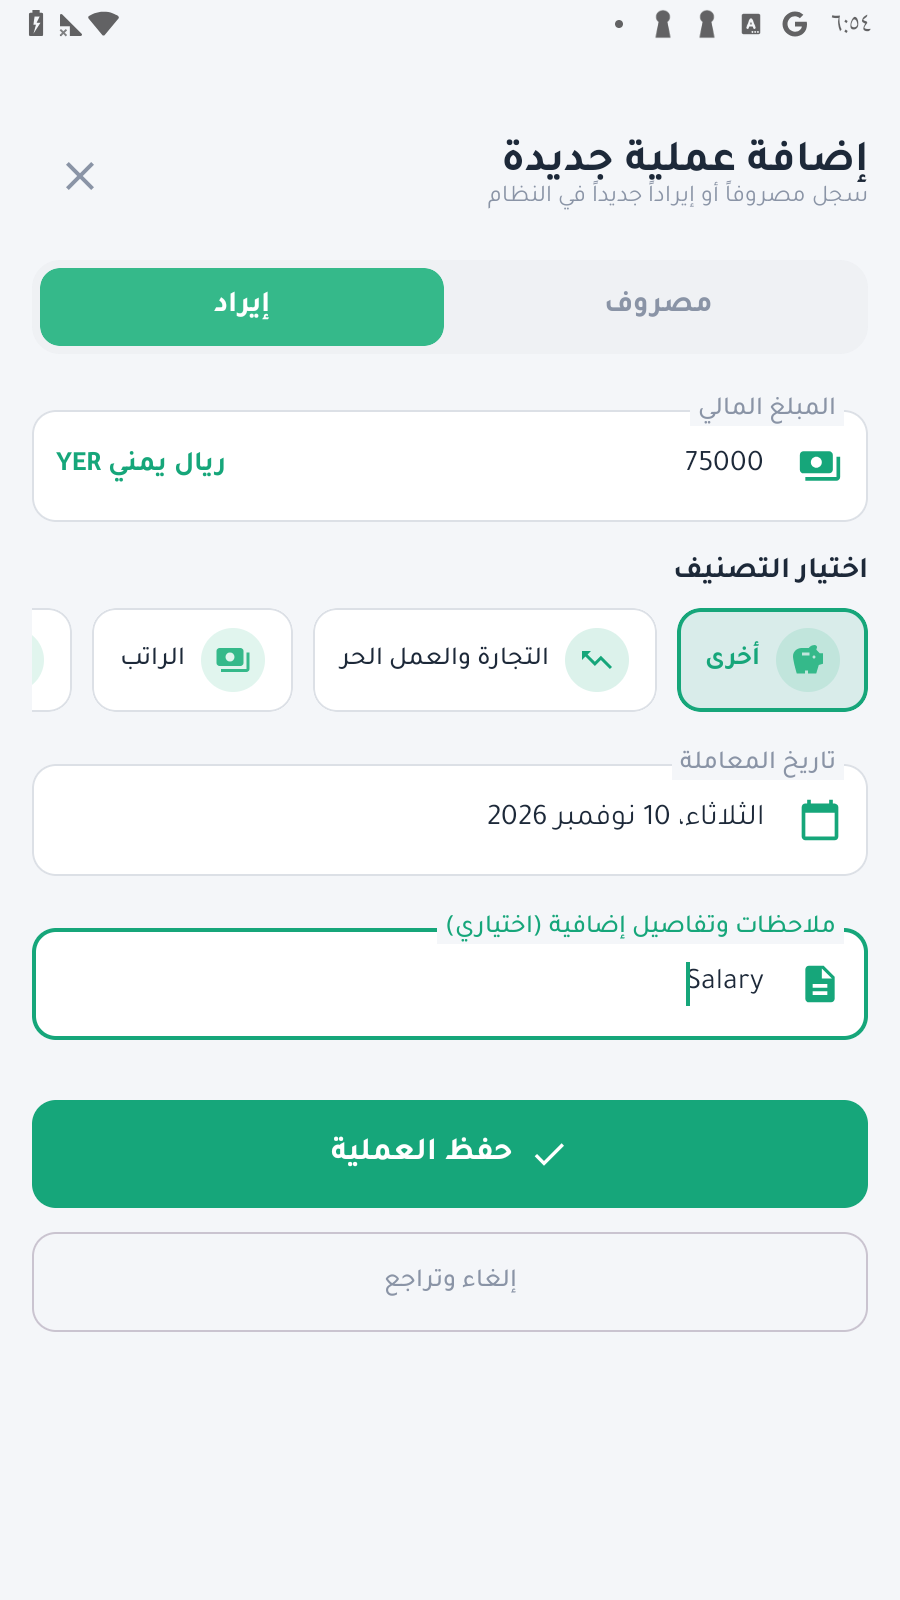 ٦:٥٤
إضافة عملية جديدة
سجل مصروفاً أو إيراداً جديداً في النظام
مصروف
إيراد
المبلغ المالي
75000
ريال يمني YER
اختيار التصنيف
أخرى
التجارة والعمل الحر
الراتب
تاريخ المعاملة
الثلاثاء، 10 نوفمبر 2026
ملاحظات وتفاصيل إضافية (اختياري)
Salary
حفظ العملية
إلغاء وتراجع